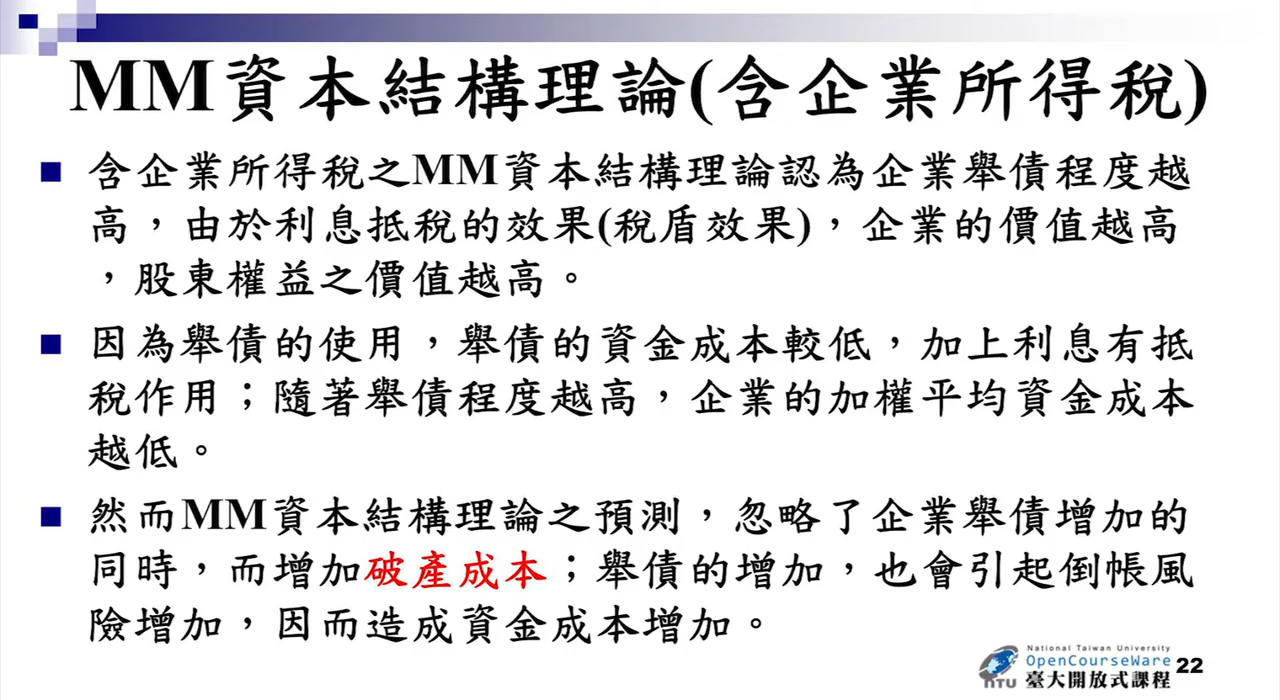 MM資本結構理論(含企業所得稅)
含企業所得稅之MM資本結構理論認為企業舉債程度越
高，由於利息抵稅的效果(稅盾效果)，企業的價值越高
，股東權益之價值越高。
因為舉債的使用，舉債的資金成本較低，加上利息有抵
稅作用；隨著舉債程度越高，企業的加權平均資金成本
越低。
然而MM資本結構理論之預測，忽略了企業舉債增加的
同時，而增加破產成本；舉債的增加，也會引起倒帳風
險增加，因而造成資金成本增加。
National Taiwan University
OpenCourseWare
NTU 臺大開放式課程
22